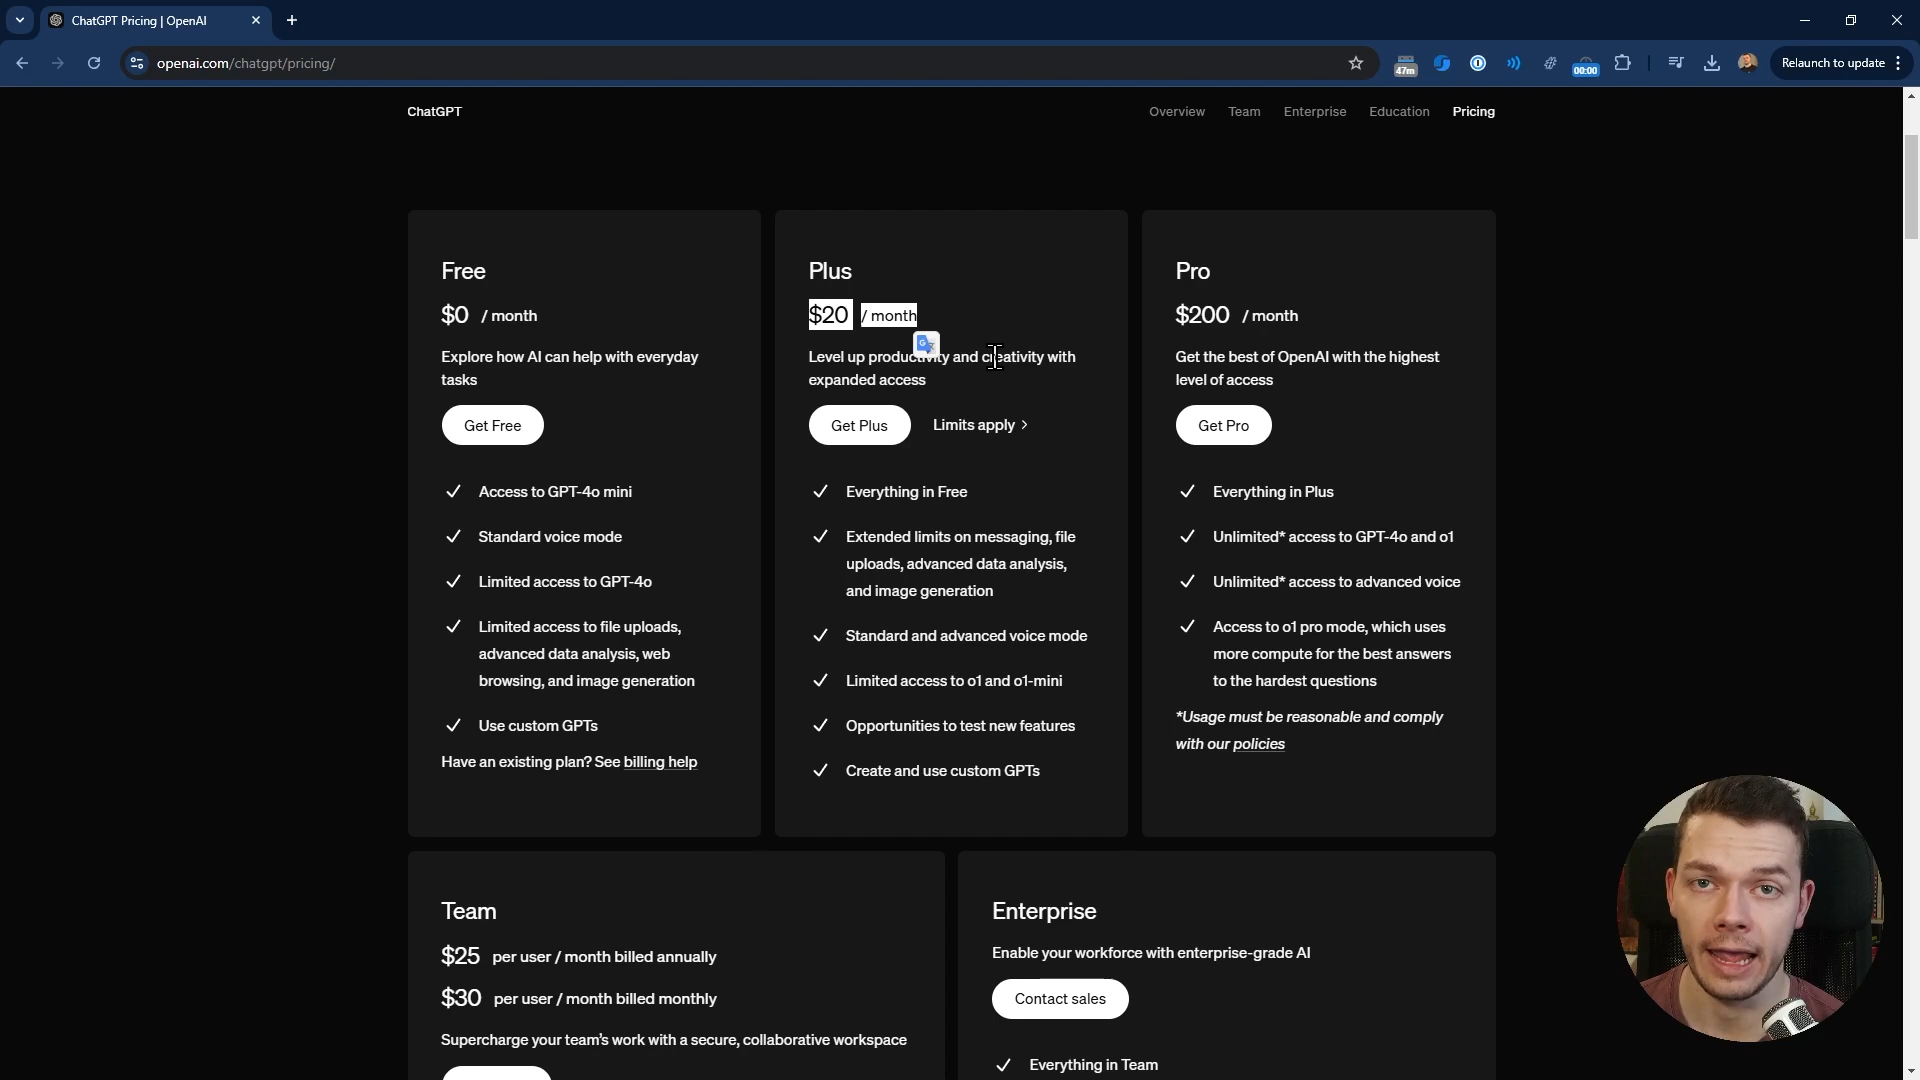 ChatGPT Pricing | OpenAI
openai.com/chatgpt/pricing/
47m
00:00
Relaunch to update
ChatGPT
Overview Team Enterprise Education Pricing
Free
$0 / month
Explore how AI can help with everyday
tasks
Get Free
Access to GPT-4o mini
Standard voice mode
Limited access to GPT-4o
Limited access to file uploads,
advanced data analysis, web
browsing, and image generation
Use custom GPTs
Have an existing plan? See billing help
Plus
$20 / month
Level up productivity and creativity with
expanded access
Get Plus
Limits apply >
Everything in Free
Extended limits on messaging, file
uploads, advanced data analysis,
and image generation
Standard and advanced voice mode
Limited access to o1 and o1-mini
Opportunities to test new features
Create and use custom GPTs
Pro
$200 / month
Get the best of OpenAI with the highest
level of access
Get Pro
Everything in Plus
Unlimited* access to GPT-4o and o1
Unlimited* access to advanced voice
Access to o1 pro mode, which uses
more compute for the best answers
to the hardest questions
*Usage must be reasonable and comply
with our policies
Team
$25 per user / month billed annually
$30 per user / month billed monthly
Supercharge your team’s work with a secure, collaborative workspace
Enterprise
Enable your workforce with enterprise-grade AI
Contact sales
Everything in Team